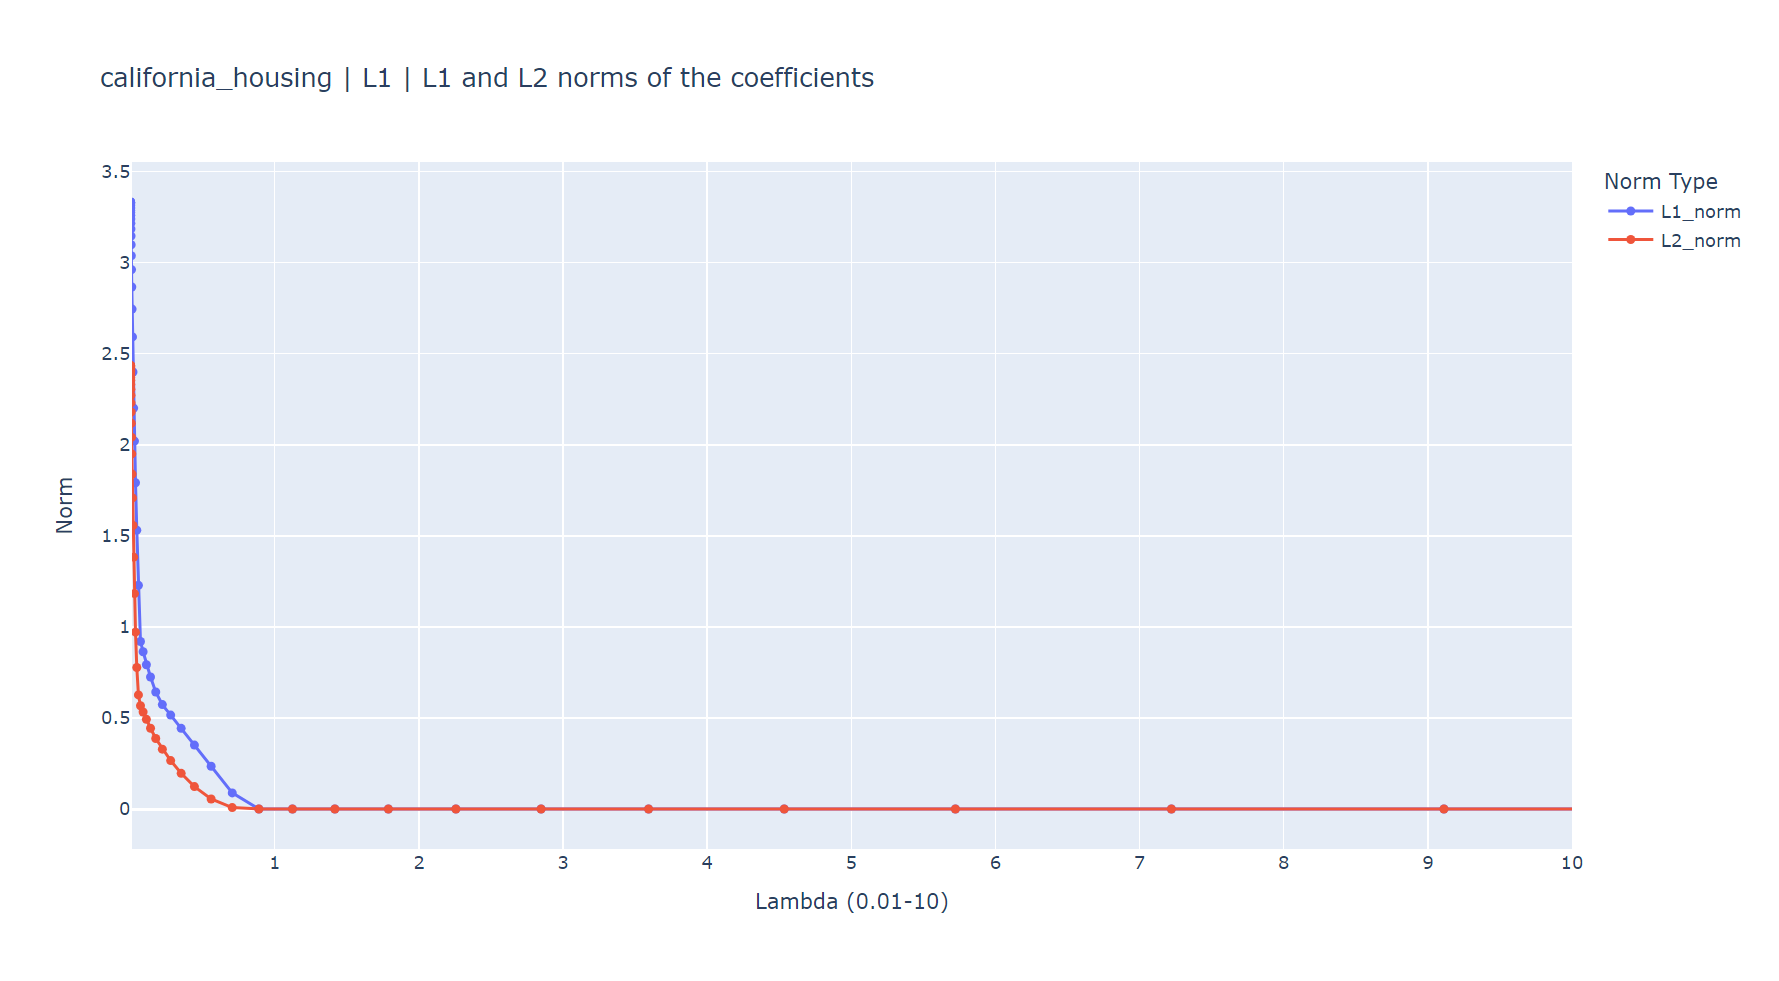 california_housing | L1 | L1 and L2 norms of the coefficients
Norm Type
L1_norm
L2_norm
3.5
3
2.5
2
1.5
1
0.5
0
Norm
1 2 3 4 5 6 7 8 9 10
Lambda (0.01-10)